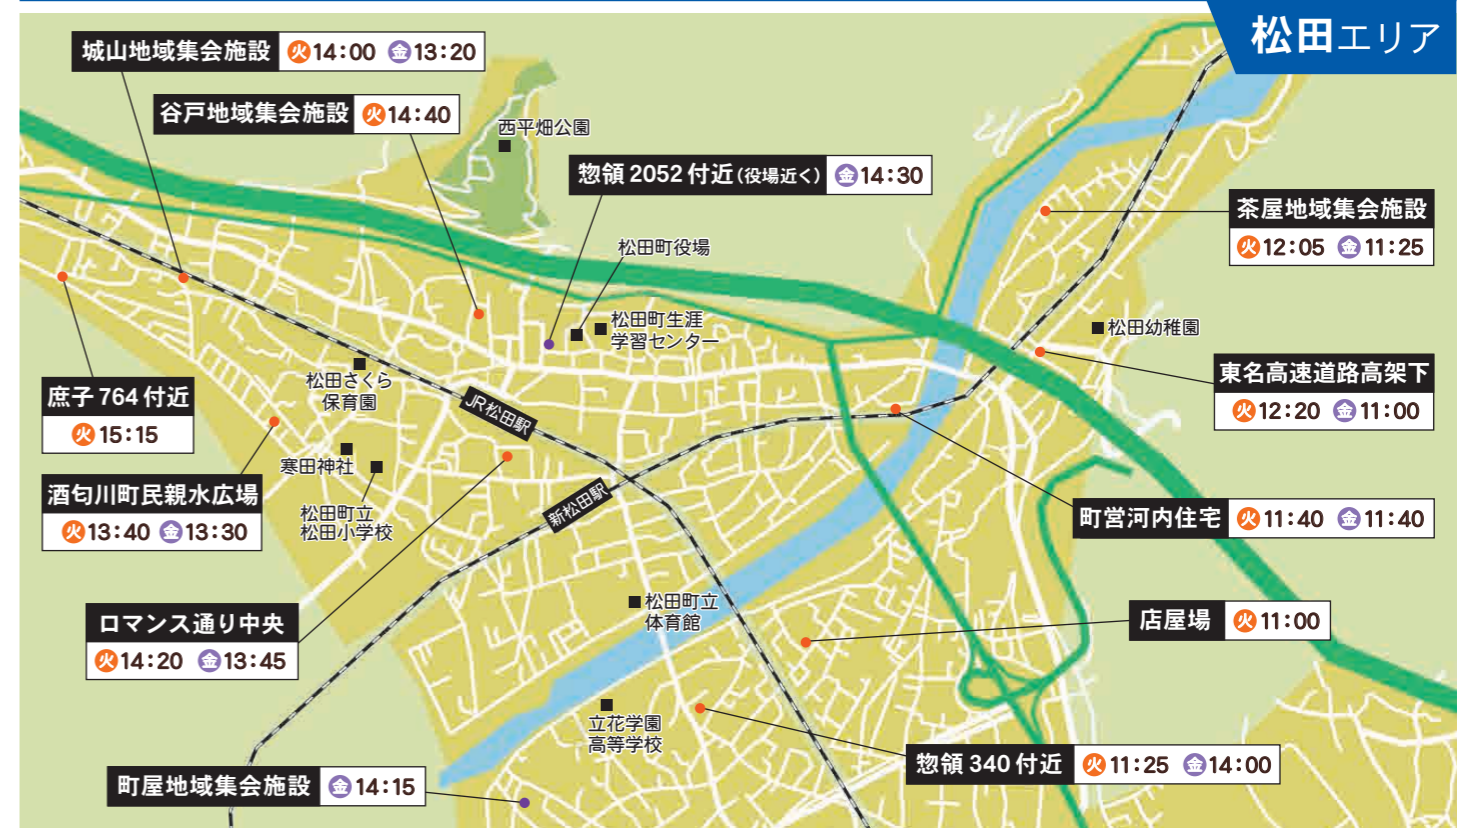 松田エリア
城山地域集会施設 火14:00 金13:20
谷戸地域集会施設 火14:40
西平畑公園
惣領2052付近(役場近く) 金14:30
茶屋地域集会施設
火12:05 金11:25
松田町役場
松田町生涯
学習センター
松田幼稚園
東名高速道路高架下
火12:20 金11:00
松田さくら
保育園
庶子764付近
火15:15
JR松田駅
寒田神社
酒匂川町民親水広場
火13:40 金13:30
松田町立
松田小学校
新松田駅
町営河内住宅 火11:40 金11:40
ロマンス通り中央
火14:20 金13:45
松田町立
体育館
店屋場 火11:00
立花学園
高等学校
惣領340付近 火11:25 金14:00
町屋地域集会施設 金14:15